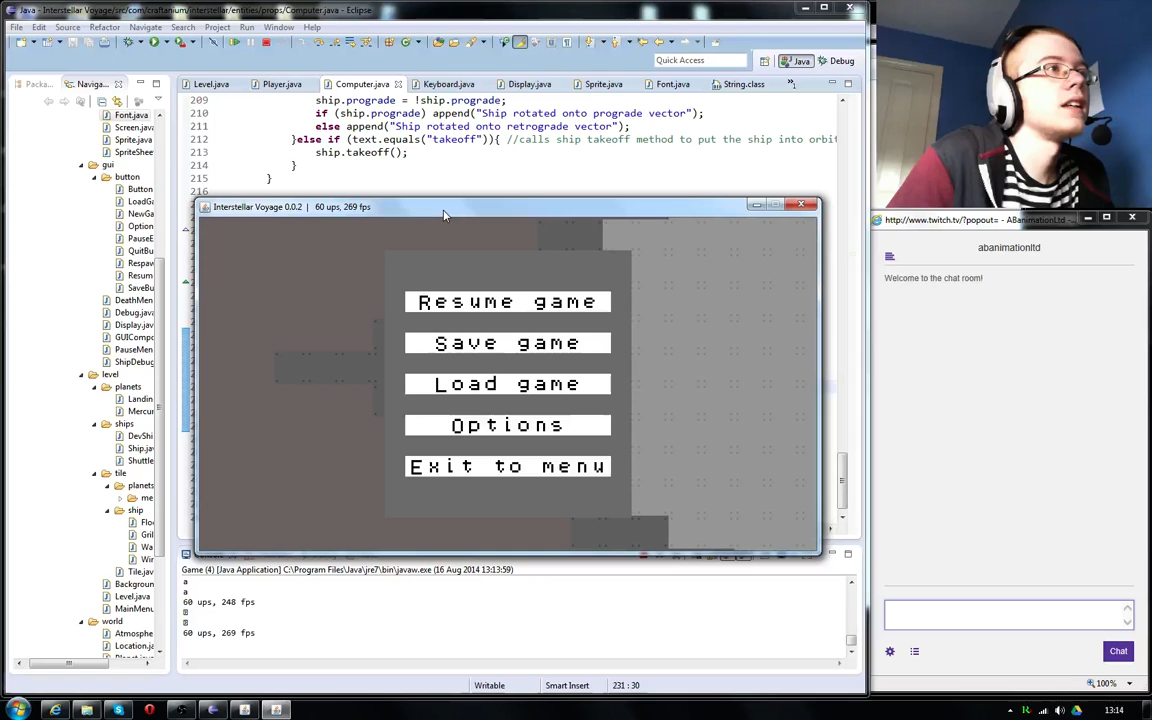 Java - Interstellar Voyage/src/com/craftanium/interstellar/entities/props/Computer.java - Eclipse
File Edit Source Refactor Navigate Search Project Run Window Help
Quick Access
Java
Debug
Packa...
Naviga...
Level.java
Player.java
Computer.java
Keyboard.java
Display.java
Sprite.java
Font.java
String.class
Font.java
Screen.java
Sprite.java
SpriteSheet
gui
button
Button
LoadGa
NewGa
Option
PauseE
QuitBu
Respaw
Resum
SaveBu
DeathMen
Debug.java
Display.java
GUICompo
PauseMen
ShipDebug
level
planets
Landin
Mercur
ships
DevShi
Ship.jav
Shuttle
tile
planets
me
ship
Floo
Gril
Wa
Win
Tile.jav
Backgroun
Level.java
MainMenu
world
Atmosphe
Location.ja
209 ship.prograde = !ship.prograde;
210 if (ship.prograde) append("Ship rotated onto prograde vector");
211 else append("Ship rotated onto retrograde vector");
212 }else if (text.equals("takeoff")){ //calls ship takeoff method to put the ship into orbit
213 ship.takeoff();
214 }
215 }
216
Interstellar Voyage 0.0.2 | 60 ups, 269 fps
Resume game
Save game
Load game
Options
Exit to menu
Game (4) [Java Application] C:\Program Files\Java\jre7\bin\javaw.exe (16 Aug 2014 13:13:59)
a
a
60 ups, 248 fps
60 ups, 269 fps
Writable
Smart Insert
231 : 30
http://www.twitch.tv/?popout= - ABanimationLtd - ...
abanimationltd
Welcome to the chat room!
Chat
100%
13:14